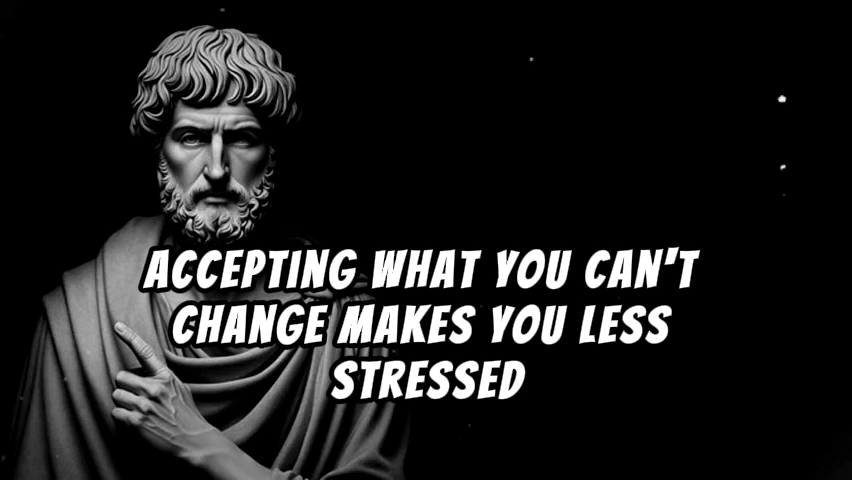 ACCEPTING WHAT YOU CAN'T
CHANGE MAKES YOU LESS
STRESSED